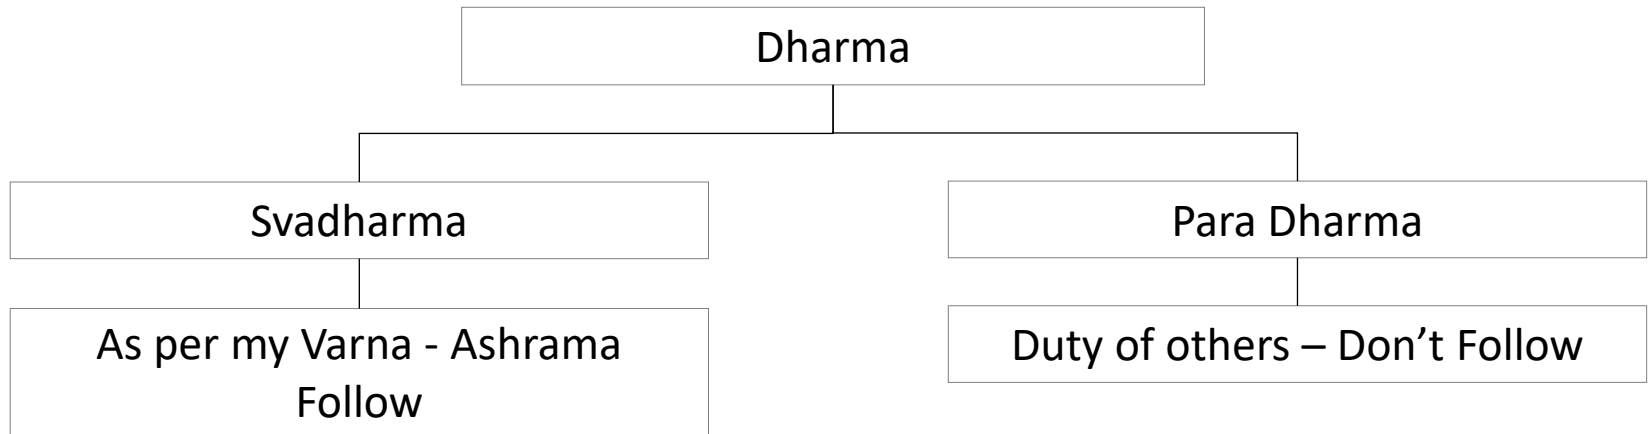 Dharma
Svadharma
Para Dharma
As per my Varna - Ashrama
Follow
Duty of others – Don’t Follow